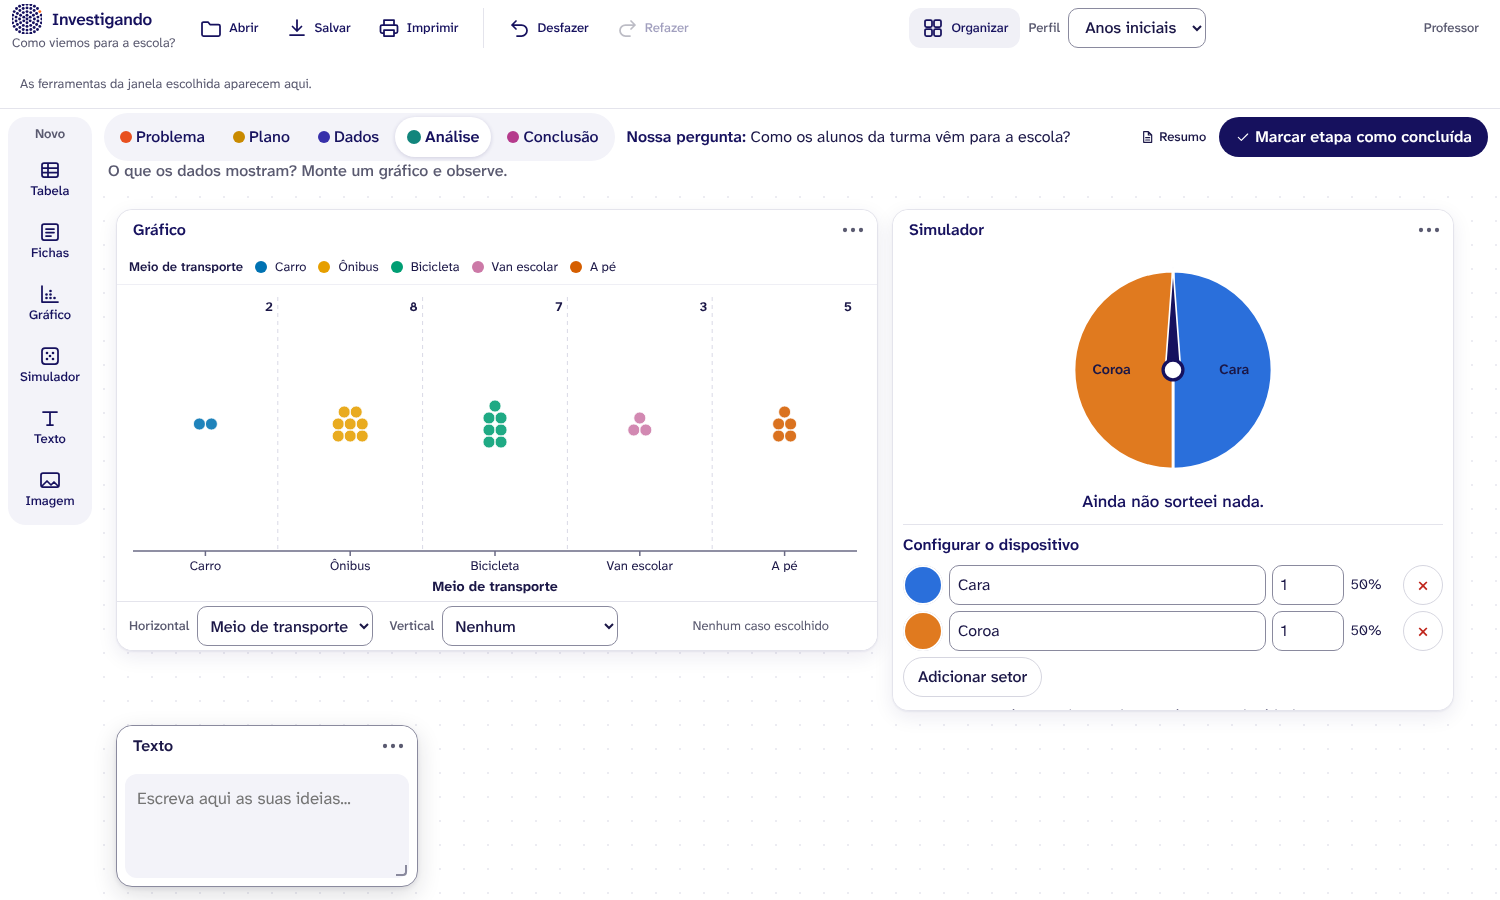 Investigando
Como viemos para a escola?
Abrir
Salvar
Imprimir
Desfazer
Refazer
Organizar
Perfil
Anos iniciais
Professor
As ferramentas da janela escolhida aparecem aqui.
Novo
Tabela
Fichas
Gráfico
Simulador
Texto
Imagem
Problema
Plano
Dados
Análise
Conclusão
Nossa pergunta: Como os alunos da turma vêm para a escola?
Resumo
Marcar etapa como concluída
O que os dados mostram? Monte um gráfico e observe.
Gráfico
Meio de transporte Carro Ônibus Bicicleta Van escolar A pé
2 8 7 3 5
Carro Ônibus Bicicleta Van escolar A pé
Meio de transporte
Horizontal Meio de transporte Vertical Nenhum Nenhum caso escolhido
Simulador
Coroa Cara
Ainda não sorteei nada.
Configurar o dispositivo
Cara 1 50%
Coroa 1 50%
Adicionar setor
Texto
Escreva aqui as suas ideias...